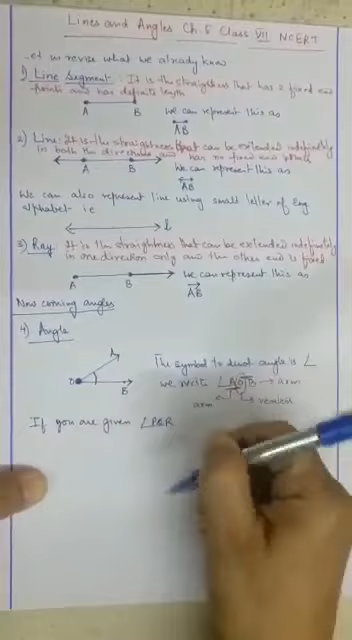 Lines and Angles Ch 5 Class VII NCERT
Let us revise what we already know
1) Line Segment: It is the straightness that has 2 fixed end
points and has definite length
A B we can represent this as
AB
2) Line: It is the straightness that can be extended indefinitely
in both the directions and has no fixed end points
A B we can represent this as
AB
We can also represent line using small letter of Eng
alphabet i.e
l
3) Ray: It is the straightness that can be extended indefinitely
in one direction only and the other end is fixed
A B we can represent this as
AB
Now coming angles
4) Angle
A
O
B
The symbol to denot angle is ∠
we write ∠AOB → arm
arm vertex
If you are given ∠PQR